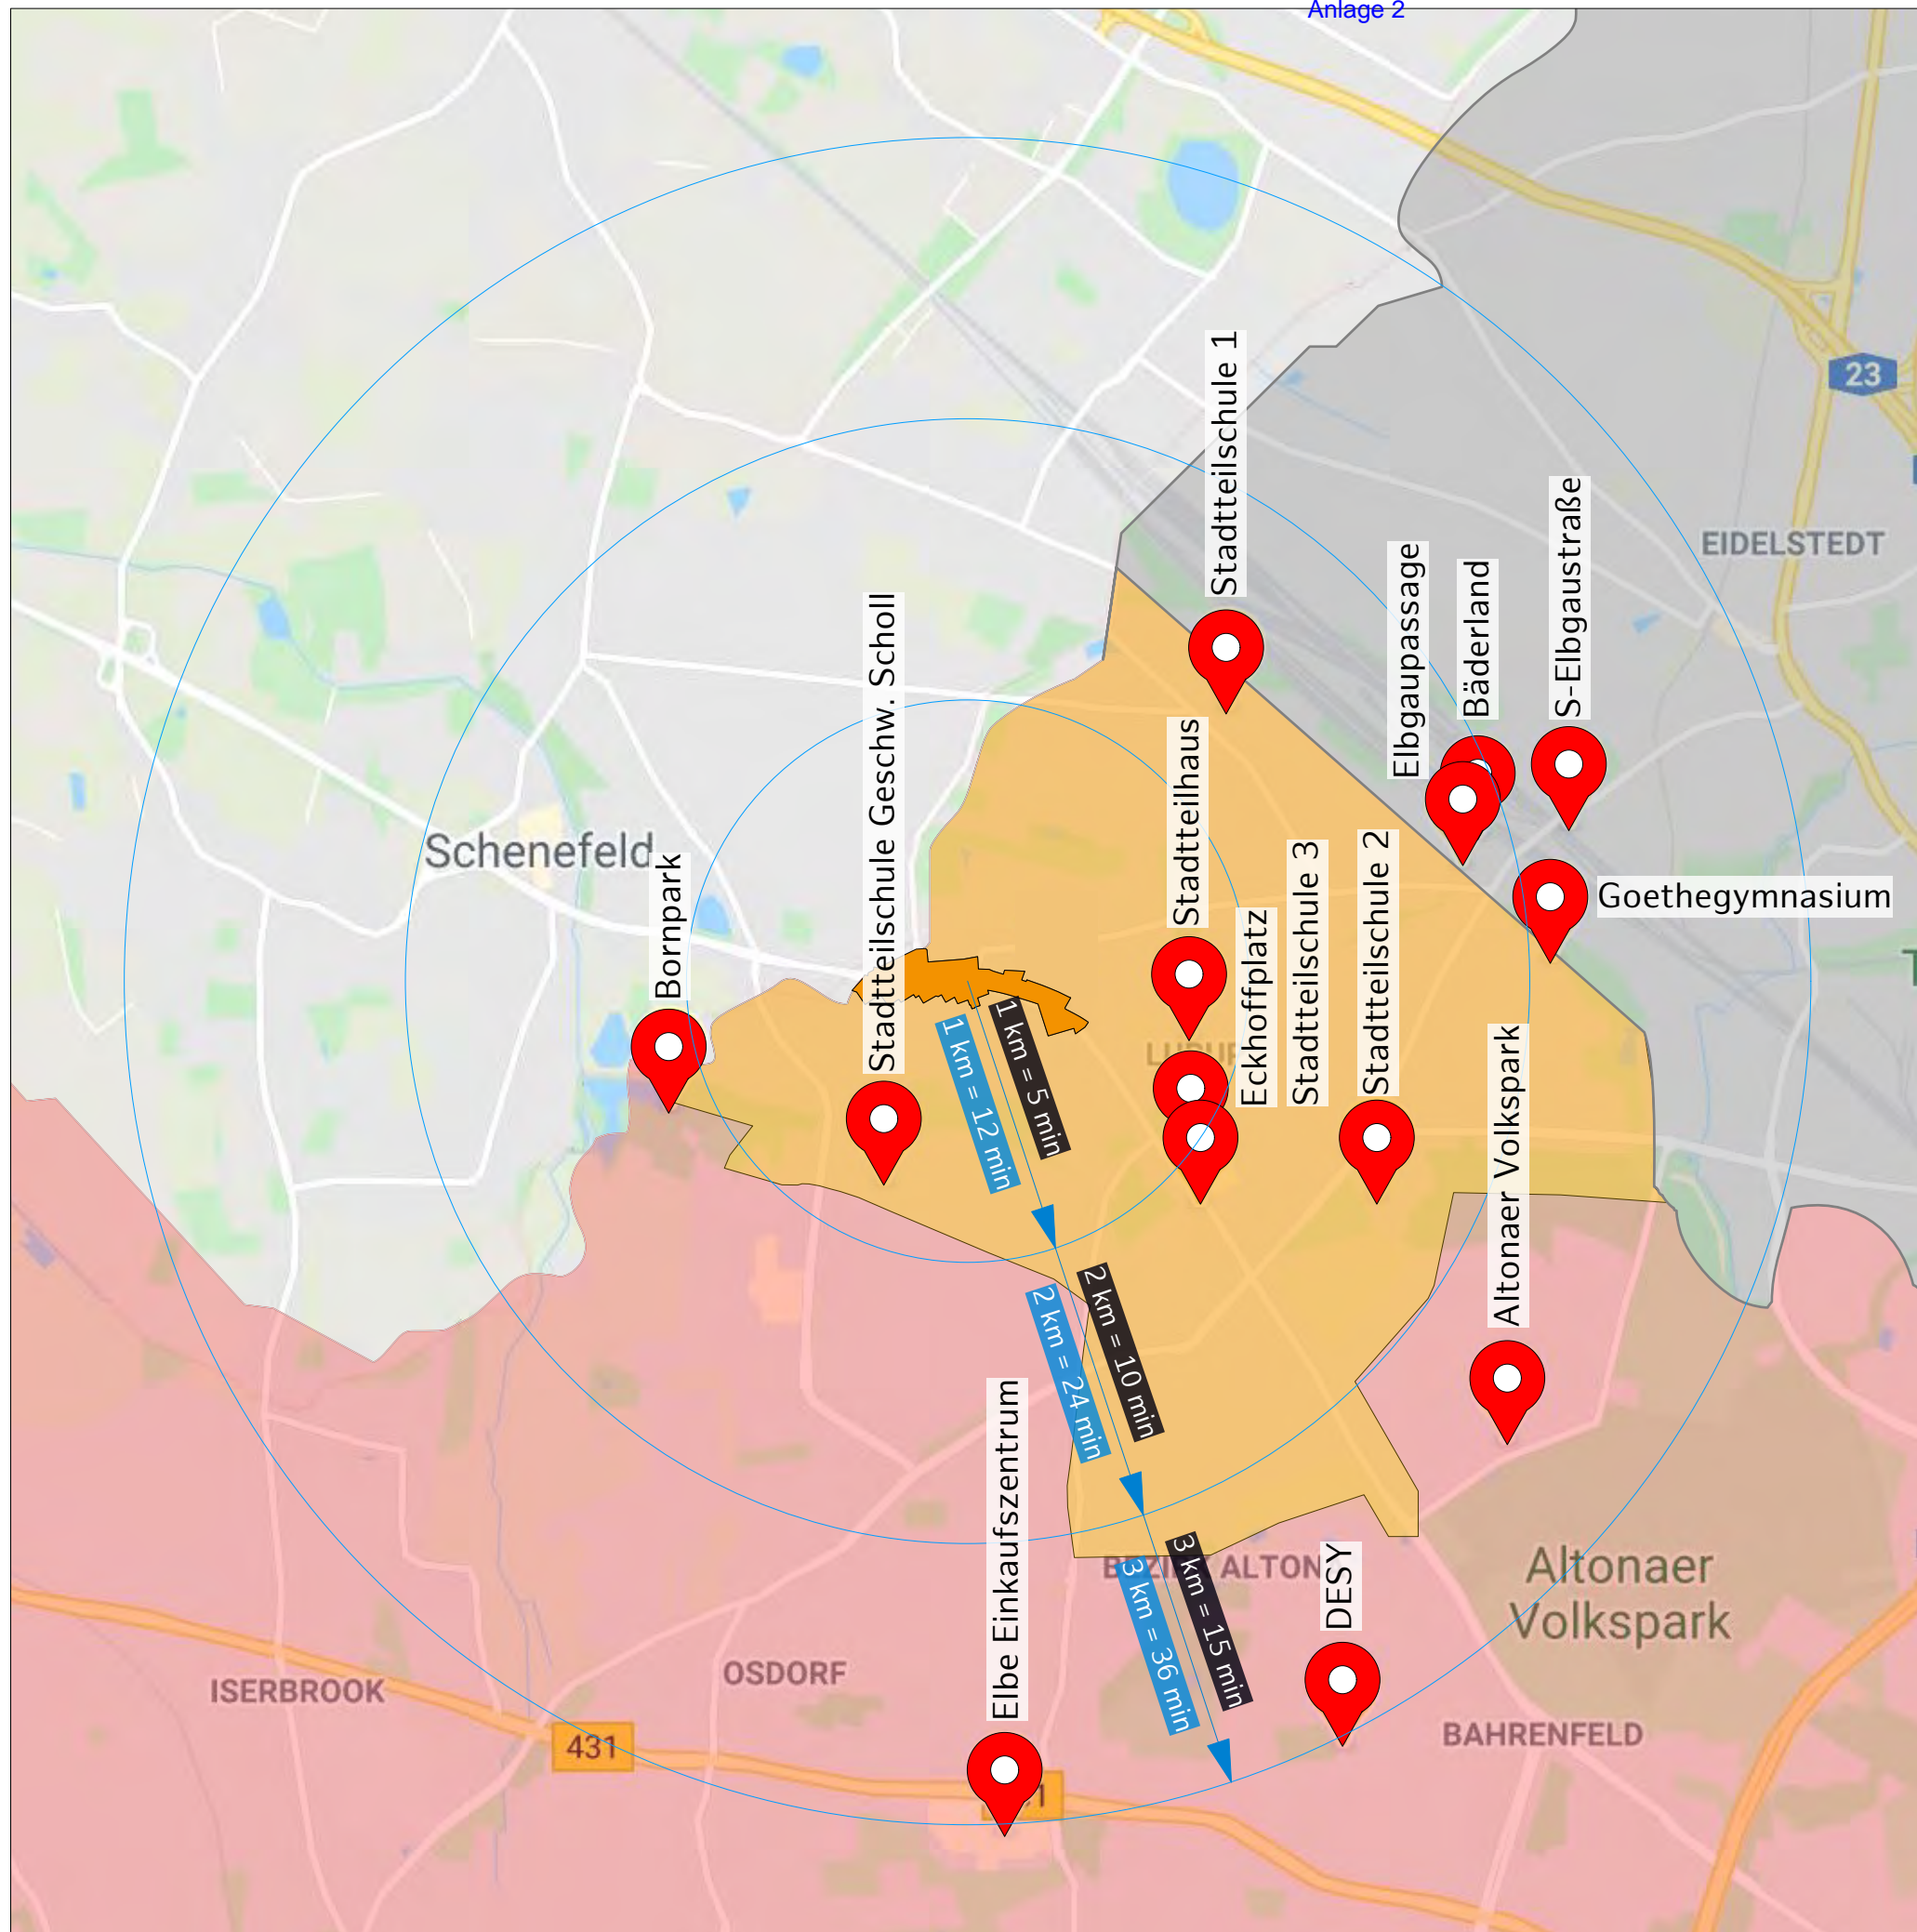 Anlage 2
Stadtteilschule 1
23
S-Elbgaustraße
EIDELSTEDT
Elbgaupassage
Bäderland
Stadtteilschule Geschw. Scholl
Stadtteilhaus
Schenefeld
Bornpark
Stadtteilschule 3
Stadtteilschule 2
Goethegymnasium
Eckhoffplatz
1 km = 5 min
1 km = 12 min
Altonaer Volkspark
2 km = 10 min
2 km = 24 min
Elbe Einkaufszentrum
3 km = 15 min
3 km = 36 min
DESY
Altonaer
Volkspark
OSDORF
ISERBROOK
BAHRENFELD
431